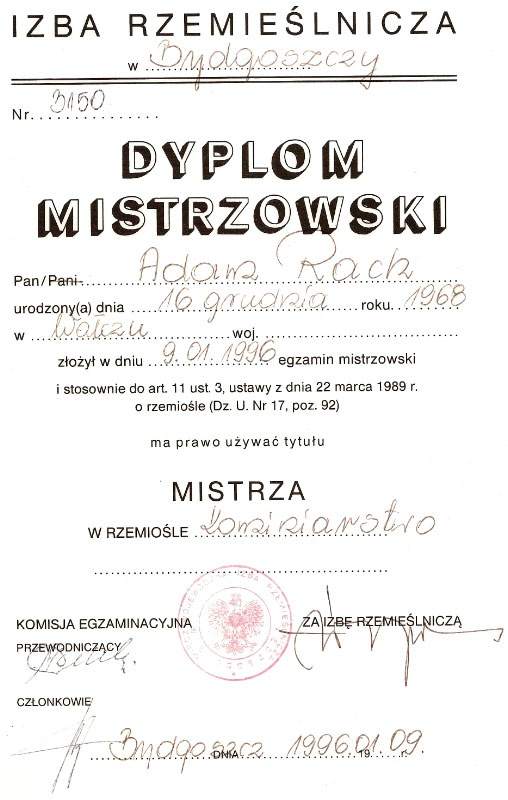 IZBA RZEMIEŚLNICZA
w Bydgoszczy
Nr. 3150
DYPLOM
MISTRZOWSKI
Pan/Pani Adam Rack
urodzony(a) dnia 16 grudnia roku 1968
w Wałczu woj.
złożył w dniu 9.01.1996 egzamin mistrzowski
i stosownie do art. 11 ust. 3, ustawy z dnia 22 marca 1989 r.
o rzemiośle (Dz. U. Nr 17, poz. 92)
ma prawo używać tytułu
MISTRZA
W RZEMIOŚLE Kominiarstwo
KOMISJA EGZAMINACYJNA
ZA IZBĘ RZEMIEŚLNICZĄ
PRZEWODNICZĄCY
CZŁONKOWIE
Bydgoszcz DNIA 1996.01.09. 19 r.